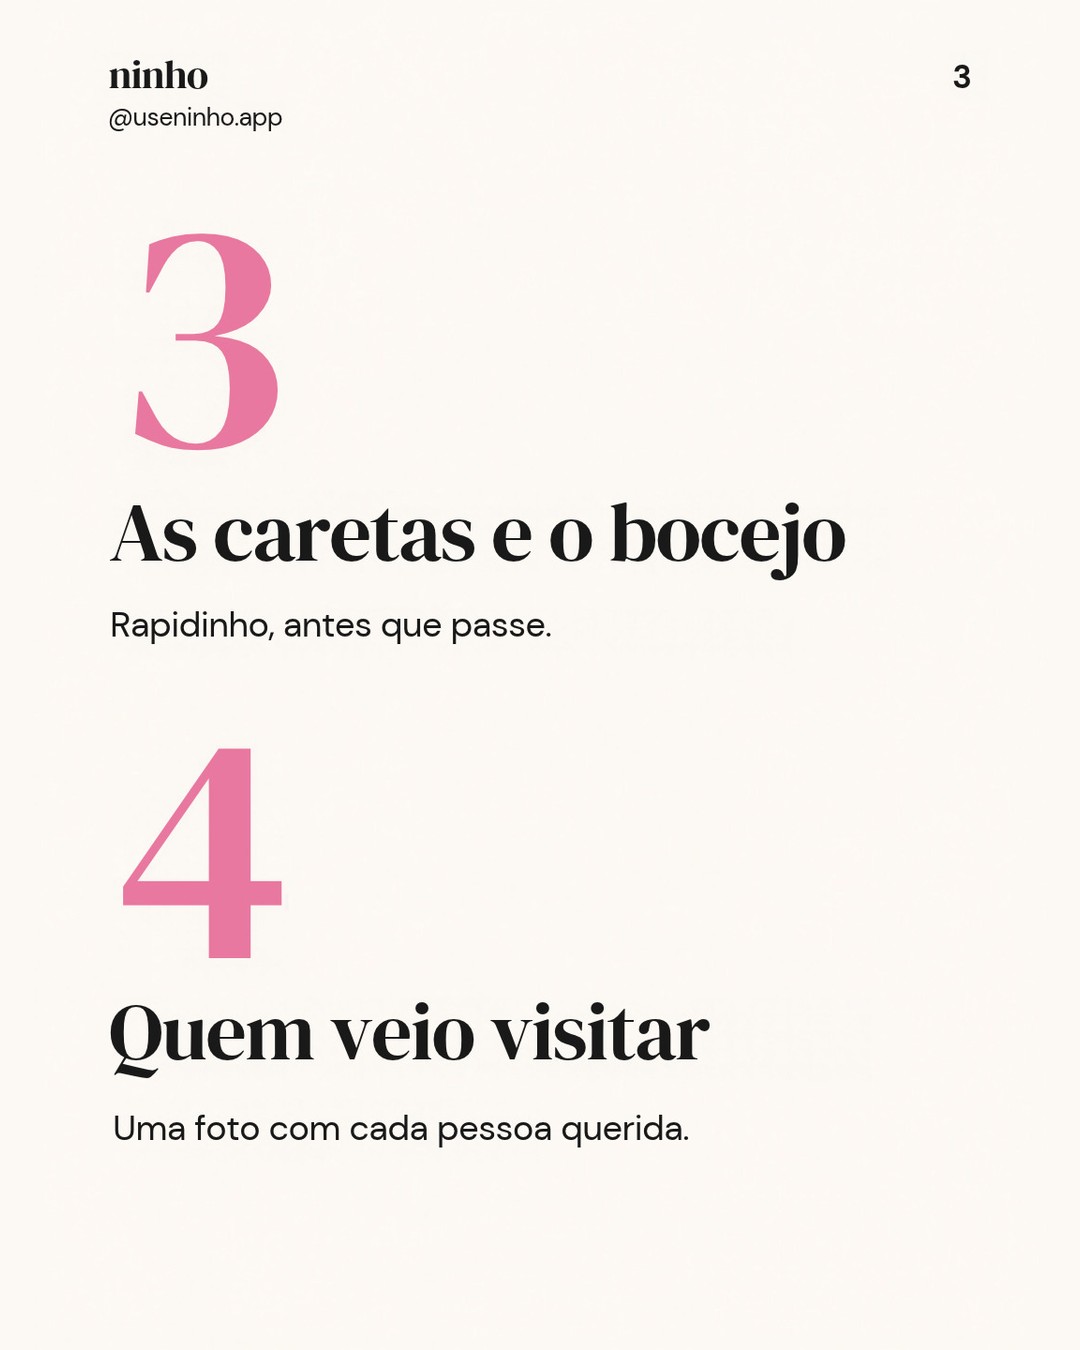 ninho
3
@useninho.app
3
As caretas e o bocejo
Rapidinho, antes que passe.
4
Quem veio visitar
Uma foto com cada pessoa querida.